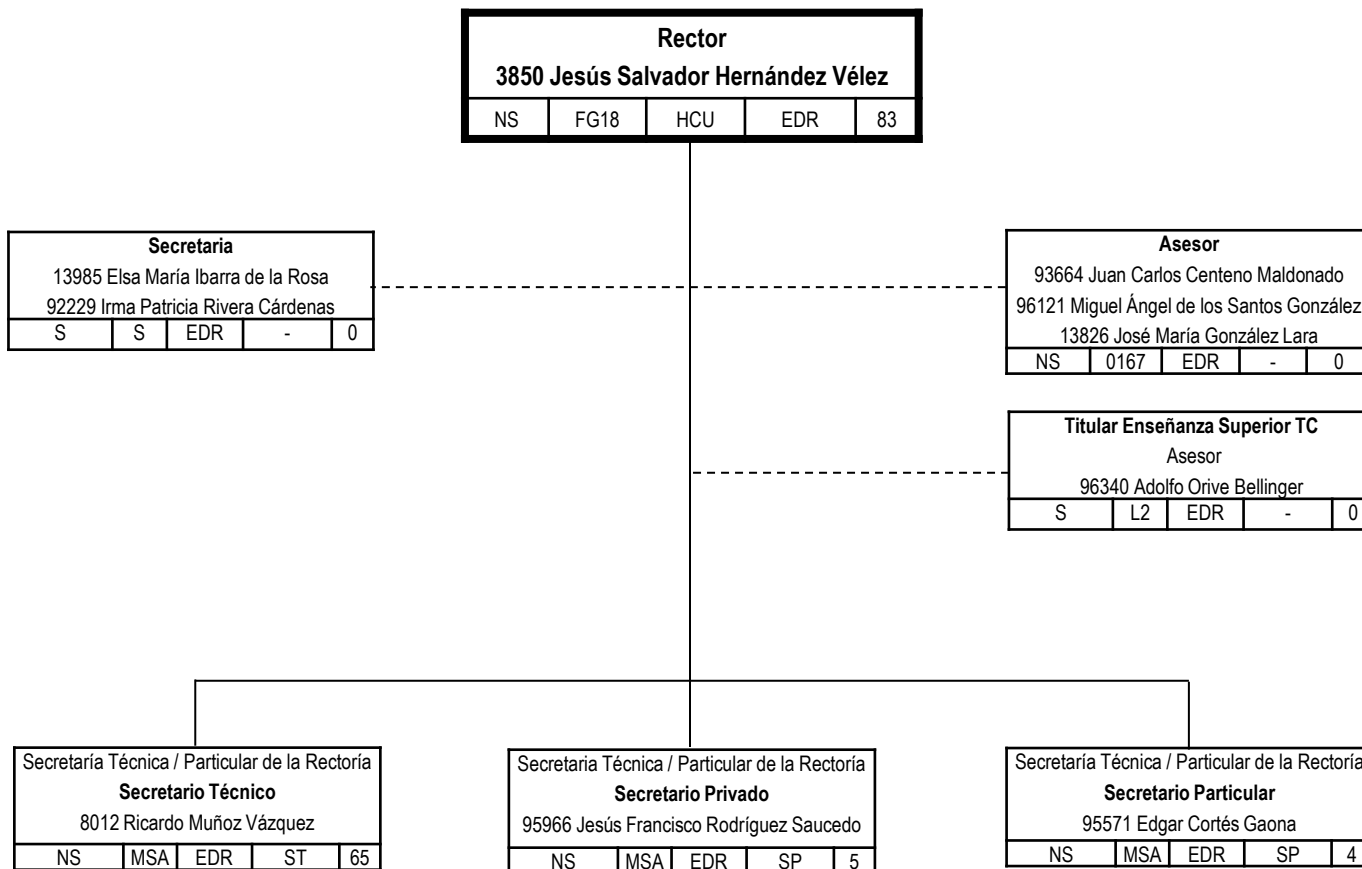 Rector
3850 Jesús Salvador Hernández Vélez
NS FG18 HCU EDR 83
Secretaria
13985 Elsa María Ibarra de la Rosa
92229 Irma Patricia Rivera Cárdenas
S S EDR - 0
Asesor
93664 Juan Carlos Centeno Maldonado
96121 Miguel Ángel de los Santos González
13826 José María González Lara
NS 0167 EDR - 0
Titular Enseñanza Superior TC
Asesor
96340 Adolfo Orive Bellinger
S L2 EDR - 0
Secretaría Técnica / Particular de la Rectoría
Secretario Técnico
8012 Ricardo Muñoz Vázquez
NS MSA EDR ST 65
Secretaria Técnica / Particular de la Rectoría
Secretario Privado
95966 Jesús Francisco Rodríguez Saucedo
NS MSA EDR SP 5
Secretaría Técnica / Particular de la Rectoría
Secretario Particular
95571 Edgar Cortés Gaona
NS MSA EDR SP 4